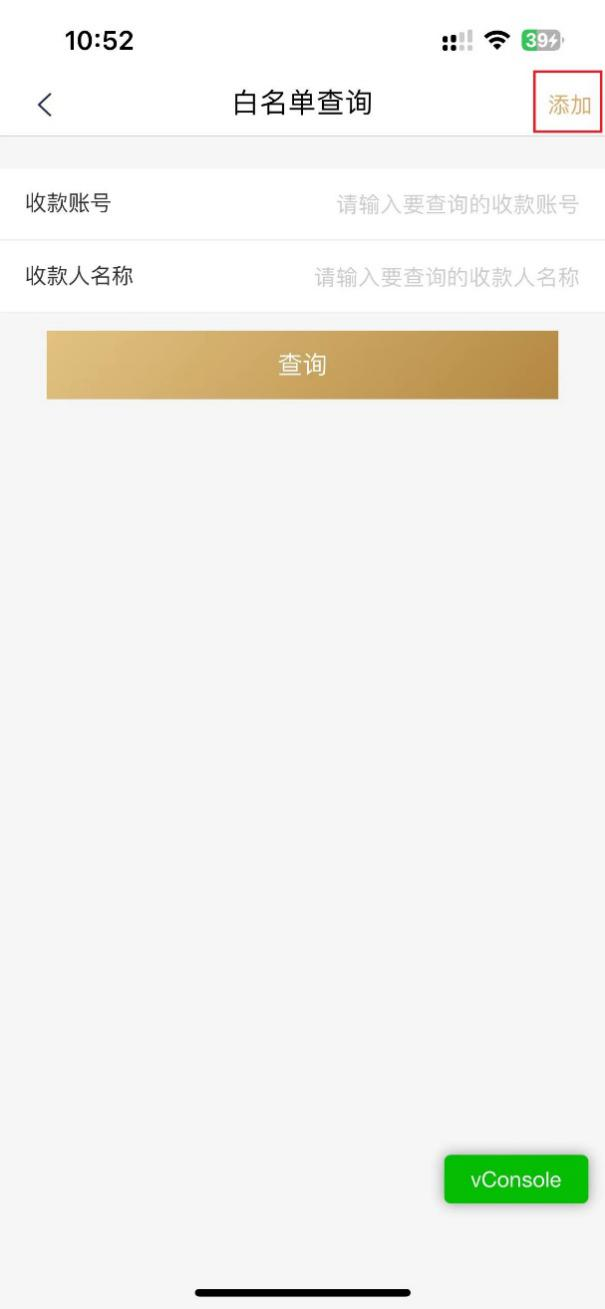 10:52
39
白名单查询
添加
收款账号
请输入要查询的收款账号
收款人名称
请输入要查询的收款人名称
查询
vConsole